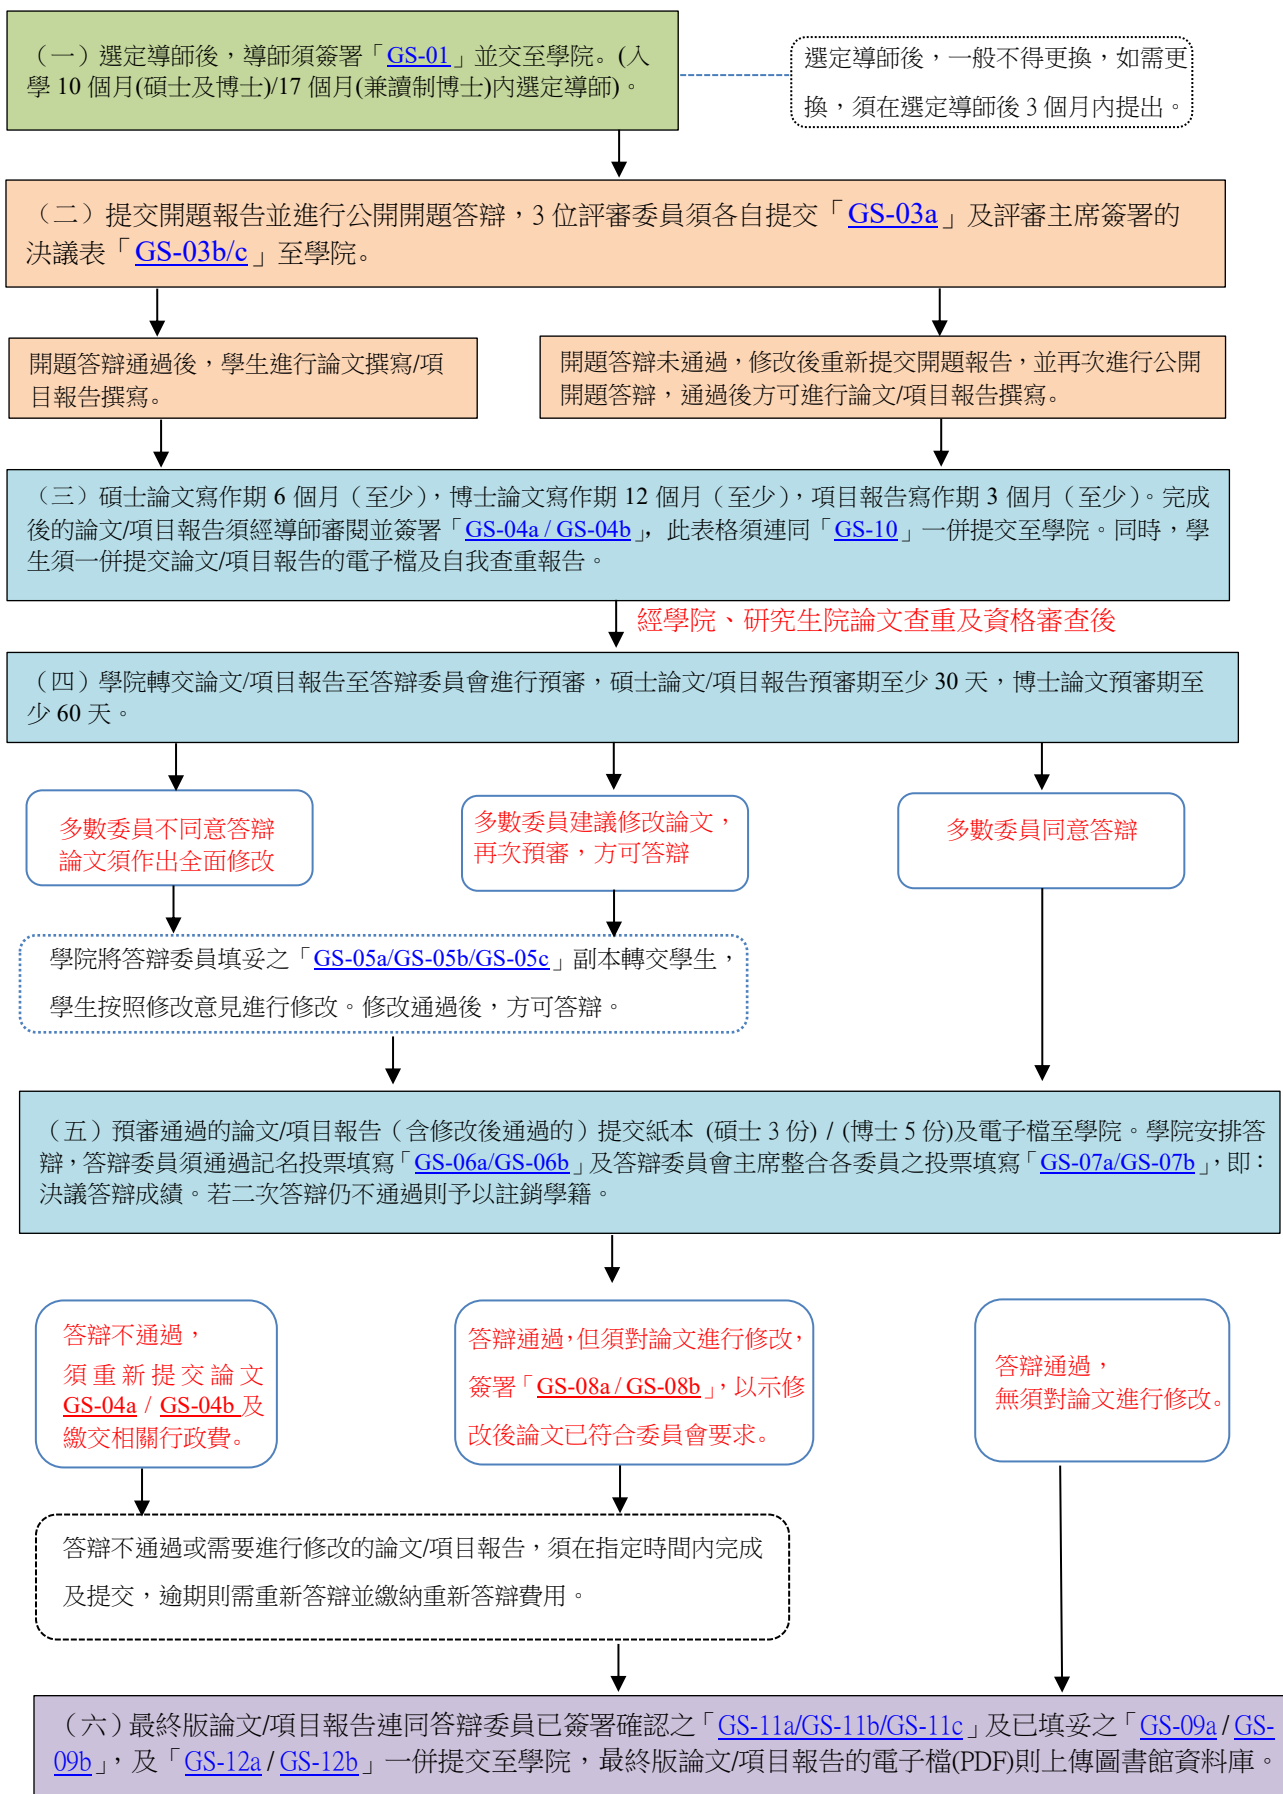 （一）選定導師後，導師須簽署「GS-01」並交至學院。(入
學 10 個月(碩士及博士)/17 個月(兼讀制博士)內選定導師)。
選定導師後，一般不得更換，如需更
換，須在選定導師後 3 個月內提出。
（二）提交開題報告並進行公開開題答辯，3 位評審委員須各自提交「GS-03a」及評審主席簽署的
決議表「GS-03b/c」至學院。
開題答辯通過後，學生進行論文撰寫/項
目報告撰寫。
開題答辯未通過，修改後重新提交開題報告，並再次進行公開
開題答辯，通過後方可進行論文/項目報告撰寫。
（三）碩士論文寫作期 6 個月（至少），博士論文寫作期 12 個月（至少），項目報告寫作期 3 個月（至少）。完成
後的論文/項目報告須經導師審閱並簽署「GS-04a / GS-04b」，此表格須連同「GS-10」一併提交至學院。同時，學
生須一併提交論文/項目報告的電子檔及自我查重報告。
經學院、研究生院論文查重及資格審查後
（四）學院轉交論文/項目報告至答辯委員會進行預審，碩士論文/項目報告預審期至少 30 天，博士論文預審期至
少 60 天。
多數委員不同意答辯
論文須作出全面修改
多數委員建議修改論文，
再次預審，方可答辯
多數委員同意答辯
學院將答辯委員填妥之「GS-05a/GS-05b/GS-05c」副本轉交學生，
學生按照修改意見進行修改。修改通過後，方可答辯。
（五）預審通過的論文/項目報告（含修改後通過的）提交紙本 (碩士 3 份) / (博士 5 份)及電子檔至學院。學院安排答
辯，答辯委員須通過記名投票填寫「GS-06a/GS-06b」及答辯委員會主席整合各委員之投票填寫「GS-07a/GS-07b」，即：
決議答辯成績。若二次答辯仍不通過則予以註銷學籍。
答辯不通過，
須重新提交論文
GS-04a / GS-04b 及
繳交相關行政費。
答辯通過，但須對論文進行修改，
簽署「GS-08a / GS-08b」，以示修
改後論文已符合委員會要求。
答辯通過，
無須對論文進行修改。
答辯不通過或需要進行修改的論文/項目報告，須在指定時間內完成
及提交，逾期則需重新答辯並繳納重新答辯費用。
（六）最終版論文/項目報告連同答辯委員已簽署確認之「GS-11a/GS-11b/GS-11c」及已填妥之「GS-09a / GS-
09b」，及「GS-12a / GS-12b」一併提交至學院，最終版論文/項目報告的電子檔(PDF)則上傳圖書館資料庫。